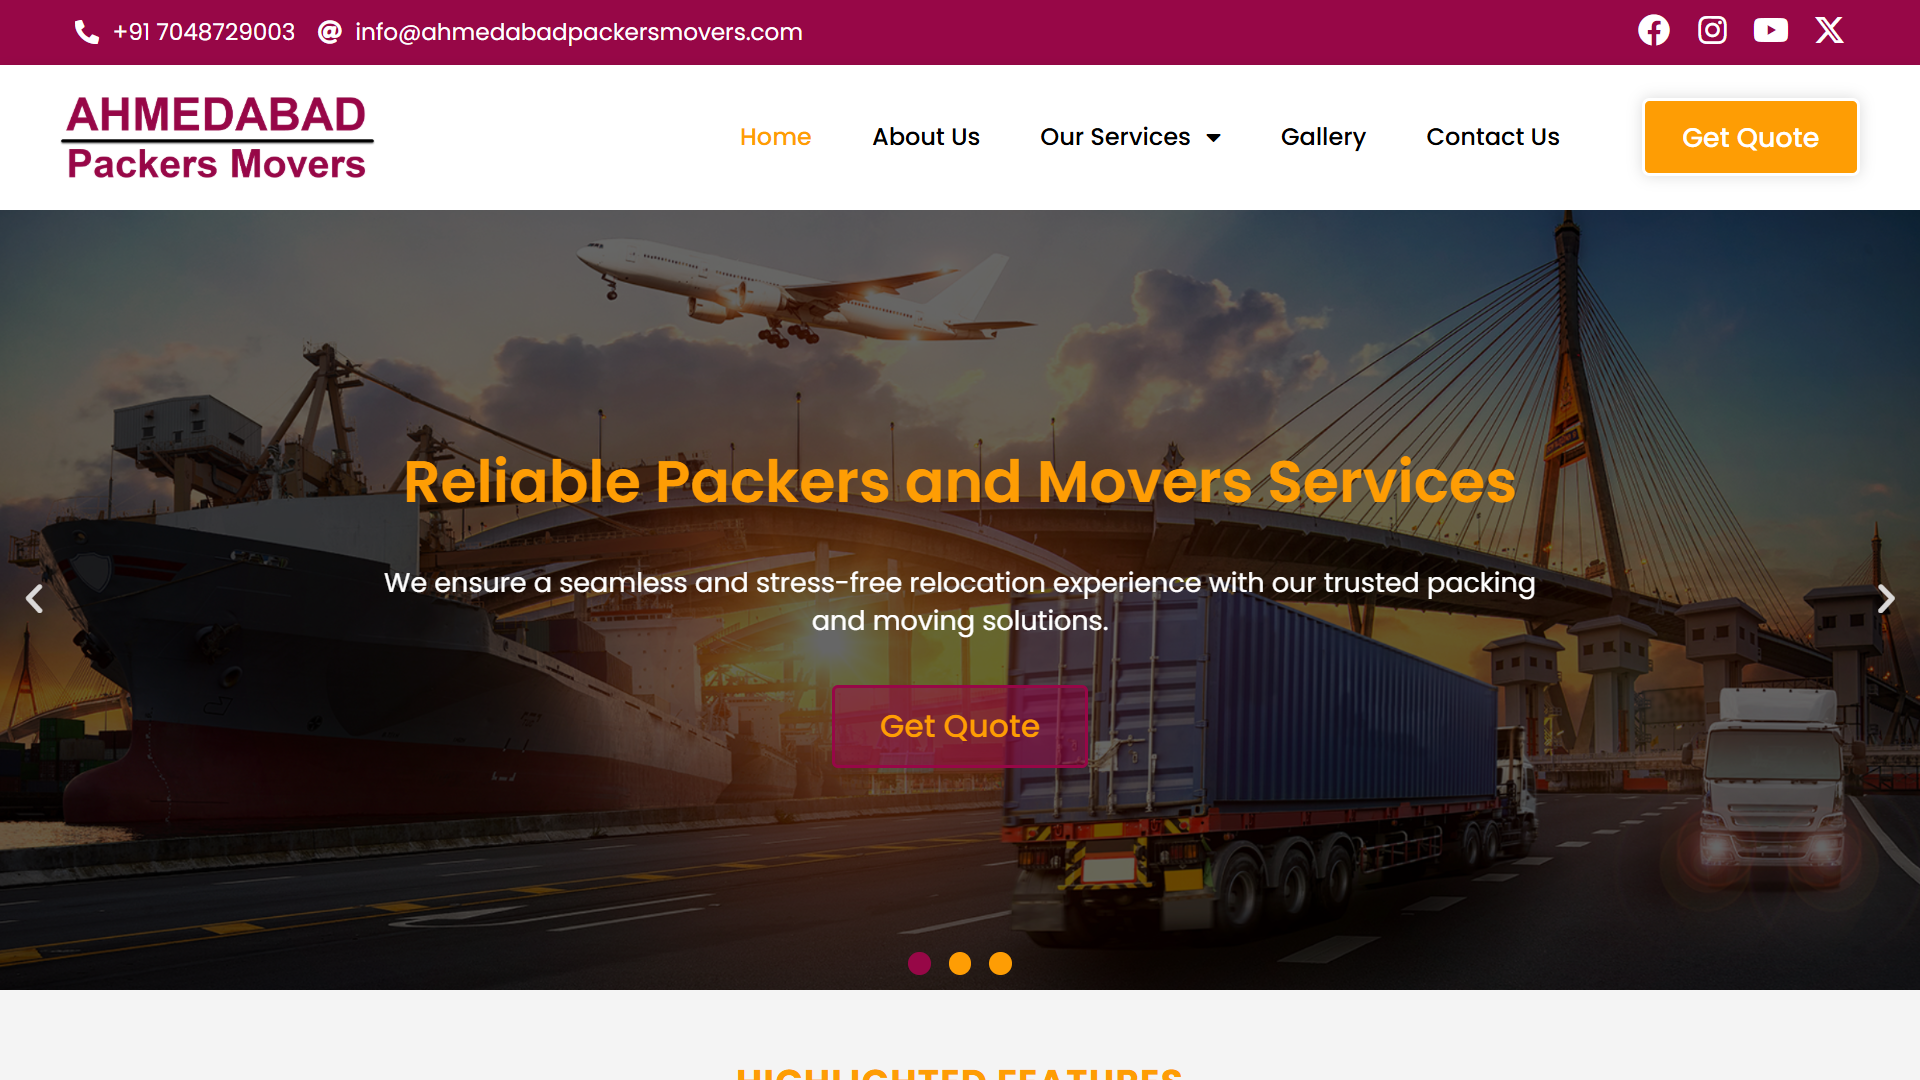 +91 7048729003 info@ahmedabadpackersmovers.com
AHMEDABAD
Packers Movers
Home About Us Our Services Gallery Contact Us Get Quote
Reliable Packers and Movers Services
We ensure a seamless and stress-free relocation experience with our trusted packing
and moving solutions.
Get Quote
HIGHLIGHTED FEATURES